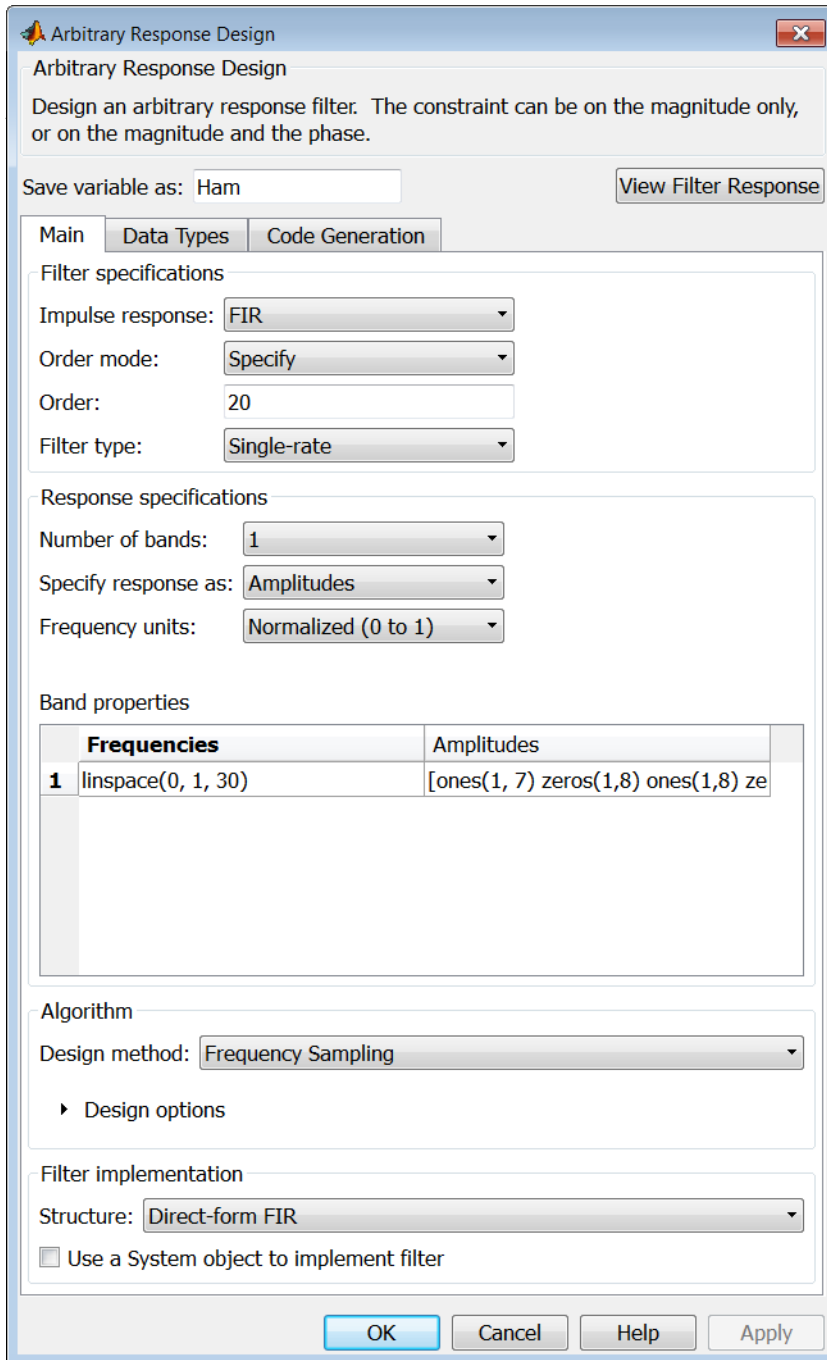 Arbitrary Response Design
Arbitrary Response Design
Design an arbitrary response filter.  The constraint can be on the magnitude only,
or on the magnitude and the phase.
Save variable as: Ham View Filter Response
Main Data Types Code Generation
Filter specifications
Impulse response: FIR
Order mode: Specify
Order: 20
Filter type: Single-rate
Response specifications
Number of bands: 1
Specify response as: Amplitudes
Frequency units: Normalized (0 to 1)
Band properties
Frequencies Amplitudes
1 linspace(0, 1, 30) [ones(1, 7) zeros(1,8) ones(1,8) ze
Algorithm
Design method: Frequency Sampling
Design options
Filter implementation
Structure: Direct-form FIR
Use a System object to implement filter
OK Cancel Help Apply